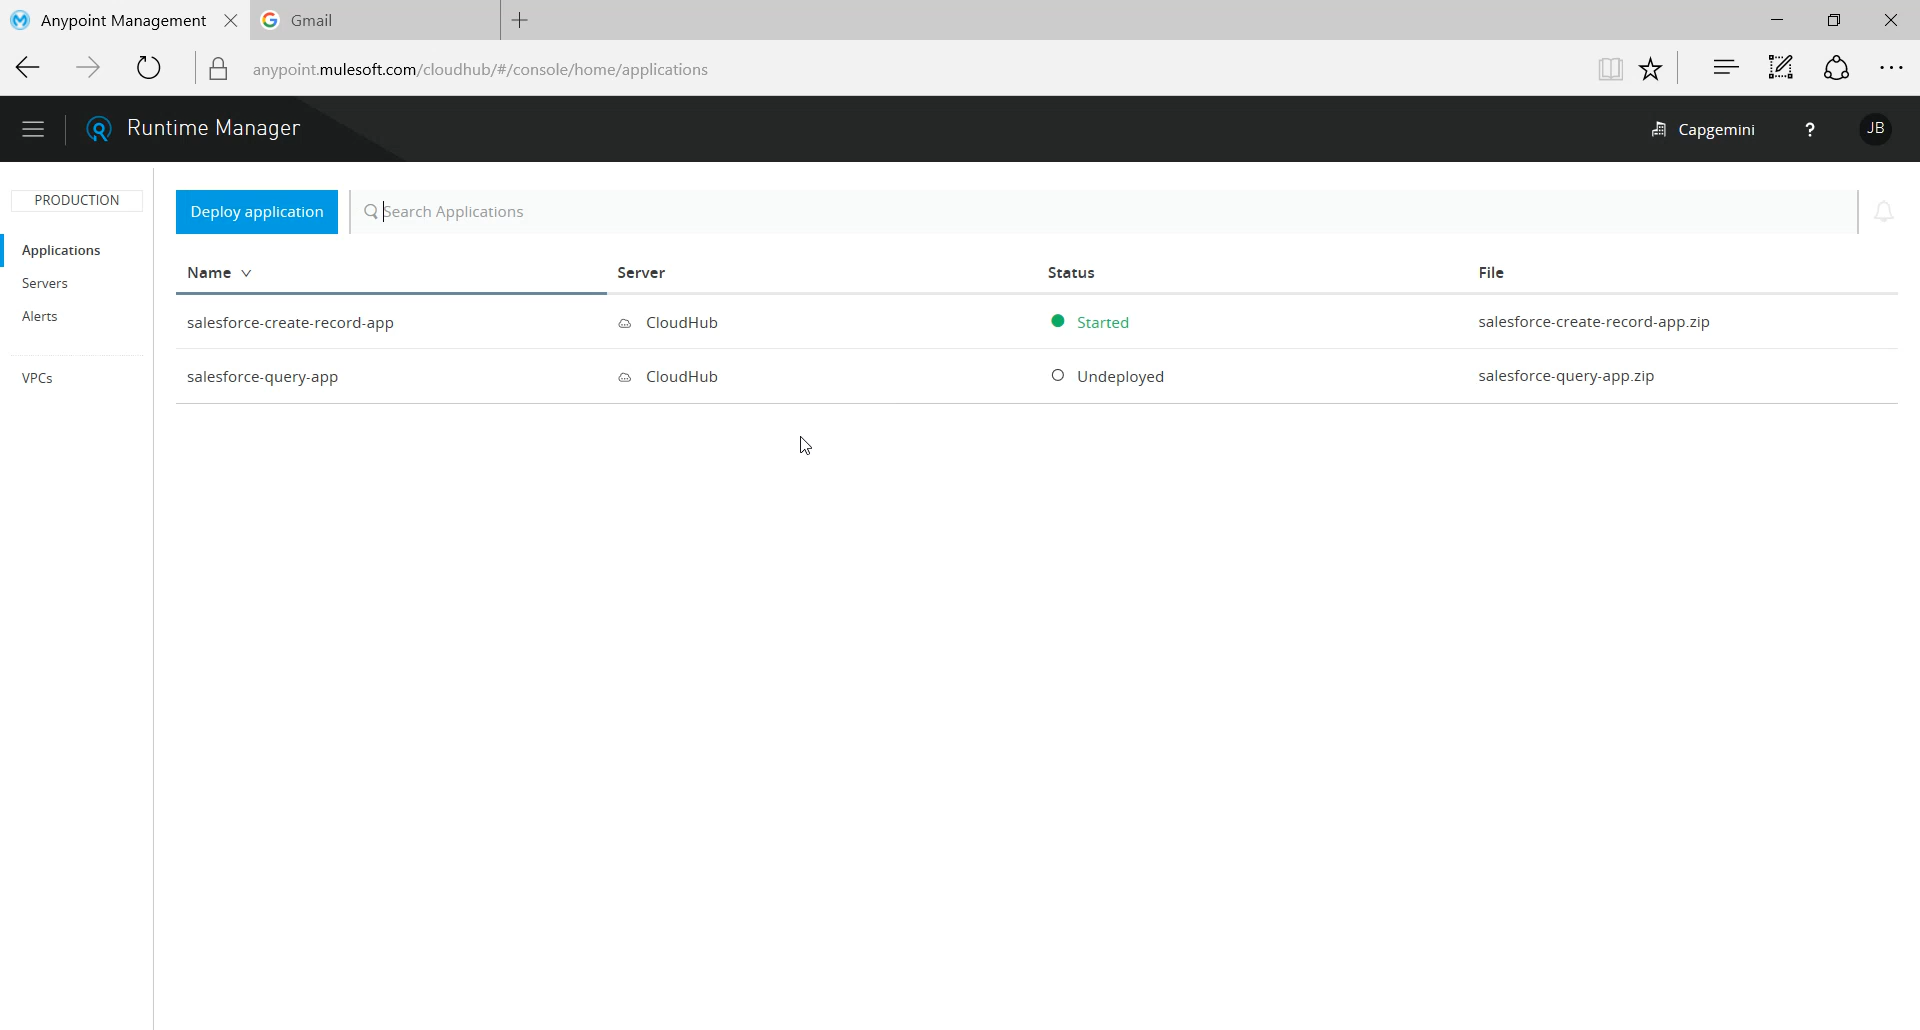 Anypoint Management
Gmail
anypoint.mulesoft.com/cloudhub/#/console/home/applications
Runtime Manager
Capgemini
?
JB
PRODUCTION
Deploy application
Search Applications
Applications
Servers
Alerts
VPCs
Name Server Status File
salesforce-create-record-app CloudHub Started salesforce-create-record-app.zip
salesforce-query-app CloudHub Undeployed salesforce-query-app.zip